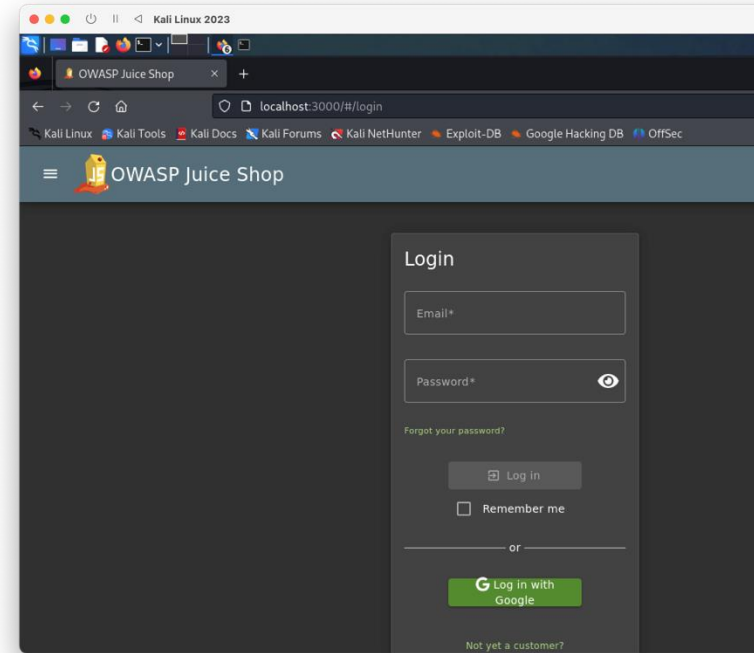 Kali Linux 2023
OWASP Juice Shop
localhost:3000/#/login
Kali Linux Kali Tools Kali Docs Kali Forums Kali NetHunter Exploit-DB Google Hacking DB OffSec
OWASP Juice Shop
Login
Email*
Password*
Forgot your password?
Log in
Remember me
or
G Log in with
Google
Not yet a customer?